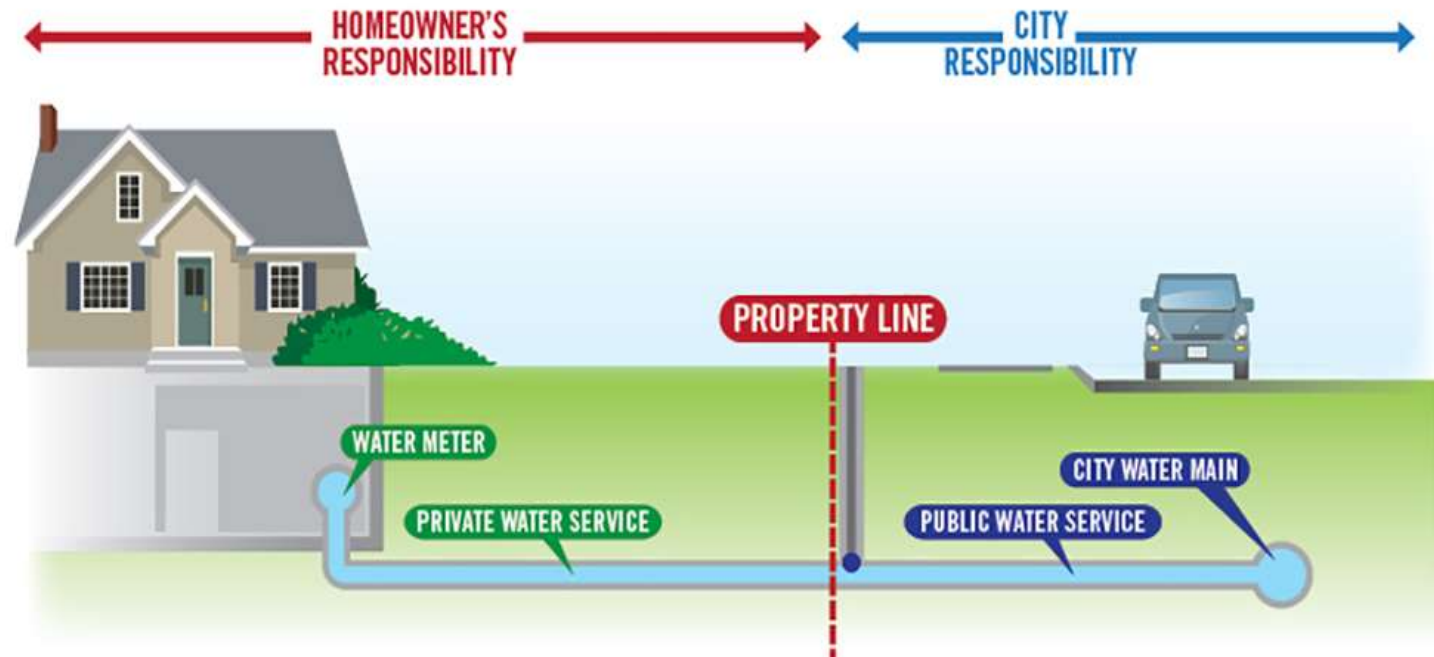 HOMEOWNER'S
RESPONSIBILITY
CITY
RESPONSIBILITY
PROPERTY LINE
WATER METER
CITY WATER MAIN
PRIVATE WATER SERVICE
PUBLIC WATER SERVICE